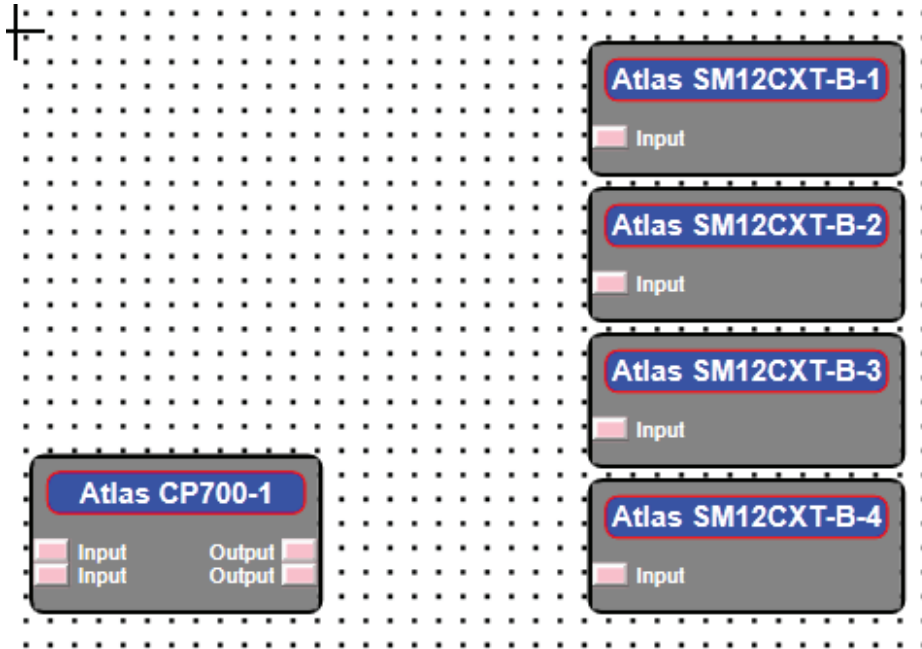 Atlas SM12CXT-B-1
Input
Atlas SM12CXT-B-2
Input
Atlas SM12CXT-B-3
Input
Atlas CP700-1
Input Output
Input Output
Atlas SM12CXT-B-4
Input